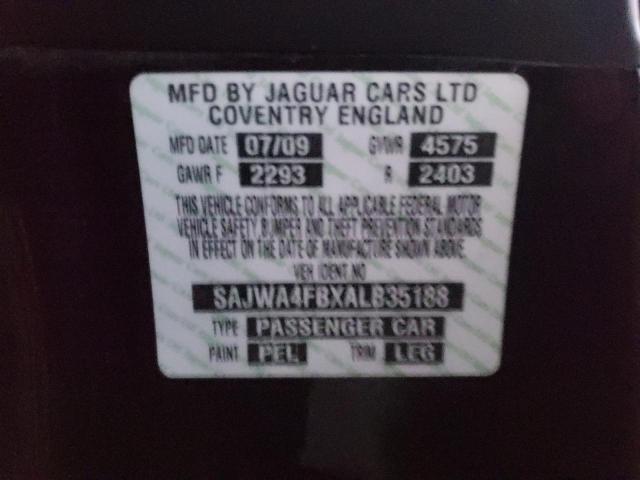 MFD BY JAGUAR CARS LTD
COVENTRY ENGLAND
MFD DATE 07/09 GVWR 4575
GAWR F 2293 R 2403
THIS VEHICLE CONFORMS TO ALL APPLICABLE FEDERAL MOTOR
VEHICLE SAFETY, BUMPER AND THEFT PREVENTION STANDARDS
IN EFFECT ON THE DATE OF MANUFACTURE SHOWN ABOVE
VEH IDENT NO
SAJWA4FBXALB35188
TYPE PASSENGER CAR
PAINT PEL TRIM LEG